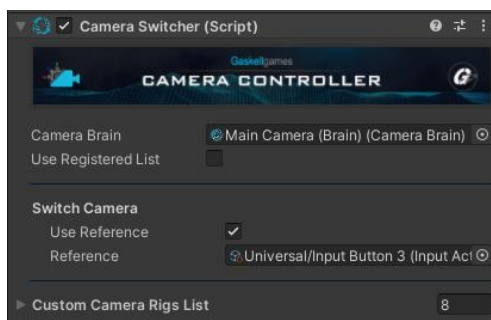 Camera Switcher (Script)
Gaskellgames
CAMERA CONTROLLER
G
Camera Brain Main Camera (Brain) (Camera Brain)
Use Registered List
Switch Camera
Use Reference
Reference Universal/Input Button 3 (Input Act
Custom Camera Rigs List 8